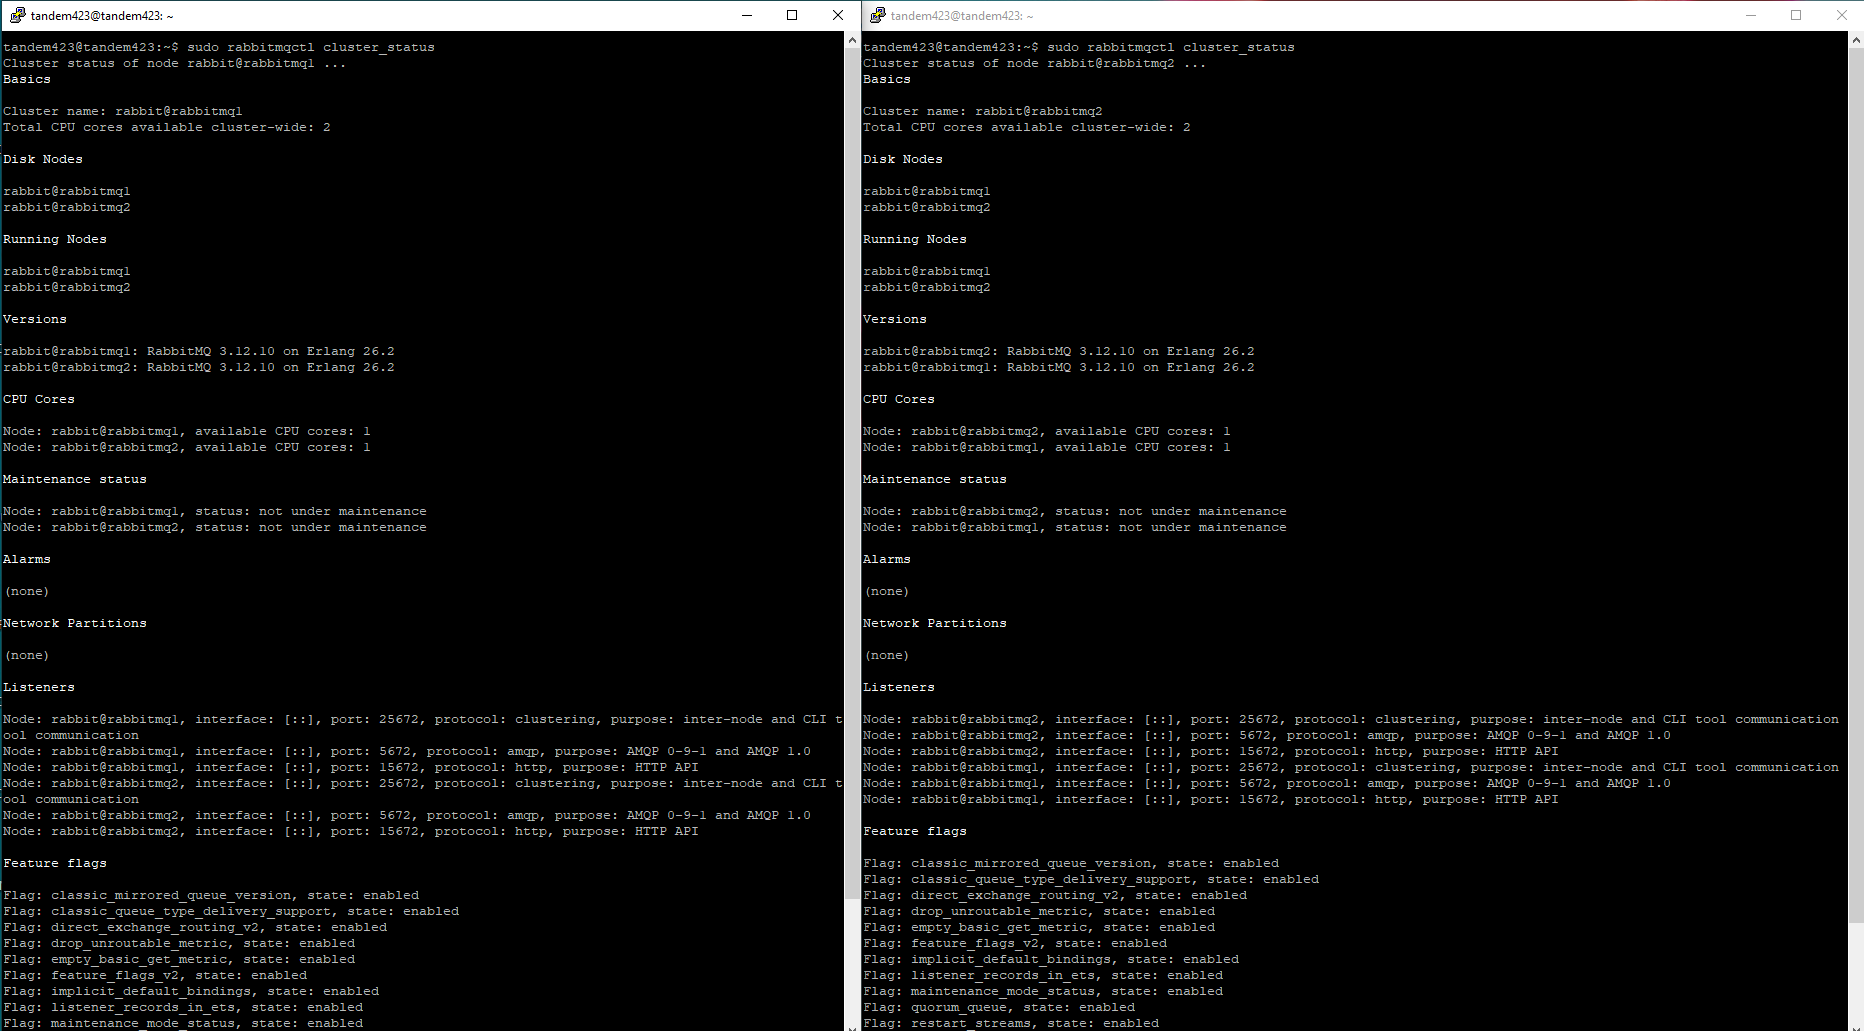 tandem423@tandem423: ~
tandem423@tandem423:~$ sudo rabbitmqctl cluster_status
Cluster status of node rabbit@rabbitmq1 ...
Basics
Cluster name: rabbit@rabbitmq1
Total CPU cores available cluster-wide: 2
Disk Nodes
rabbit@rabbitmq1
rabbit@rabbitmq2
Running Nodes
rabbit@rabbitmq1
rabbit@rabbitmq2
Versions
rabbit@rabbitmq1: RabbitMQ 3.12.10 on Erlang 26.2
rabbit@rabbitmq2: RabbitMQ 3.12.10 on Erlang 26.2
CPU Cores
Node: rabbit@rabbitmq1, available CPU cores: 1
Node: rabbit@rabbitmq2, available CPU cores: 1
Maintenance status
Node: rabbit@rabbitmq1, status: not under maintenance
Node: rabbit@rabbitmq2, status: not under maintenance
Alarms
(none)
Network Partitions
(none)
Listeners
Node: rabbit@rabbitmq1, interface: [::], port: 25672, protocol: clustering, purpose: inter-node and CLI t
ool communication
Node: rabbit@rabbitmq1, interface: [::], port: 5672, protocol: amqp, purpose: AMQP 0-9-1 and AMQP 1.0
Node: rabbit@rabbitmq1, interface: [::], port: 15672, protocol: http, purpose: HTTP API
Node: rabbit@rabbitmq2, interface: [::], port: 25672, protocol: clustering, purpose: inter-node and CLI t
ool communication
Node: rabbit@rabbitmq2, interface: [::], port: 5672, protocol: amqp, purpose: AMQP 0-9-1 and AMQP 1.0
Node: rabbit@rabbitmq2, interface: [::], port: 15672, protocol: http, purpose: HTTP API
Feature flags
Flag: classic_mirrored_queue_version, state: enabled
Flag: classic_queue_type_delivery_support, state: enabled
Flag: direct_exchange_routing_v2, state: enabled
Flag: drop_unroutable_metric, state: enabled
Flag: empty_basic_get_metric, state: enabled
Flag: feature_flags_v2, state: enabled
Flag: implicit_default_bindings, state: enabled
Flag: listener_records_in_ets, state: enabled
Flag: maintenance_mode_status, state: enabled
tandem423@tandem423: ~
tandem423@tandem423:~$ sudo rabbitmqctl cluster_status
Cluster status of node rabbit@rabbitmq2 ...
Basics
Cluster name: rabbit@rabbitmq2
Total CPU cores available cluster-wide: 2
Disk Nodes
rabbit@rabbitmq1
rabbit@rabbitmq2
Running Nodes
rabbit@rabbitmq1
rabbit@rabbitmq2
Versions
rabbit@rabbitmq2: RabbitMQ 3.12.10 on Erlang 26.2
rabbit@rabbitmq1: RabbitMQ 3.12.10 on Erlang 26.2
CPU Cores
Node: rabbit@rabbitmq2, available CPU cores: 1
Node: rabbit@rabbitmq1, available CPU cores: 1
Maintenance status
Node: rabbit@rabbitmq2, status: not under maintenance
Node: rabbit@rabbitmq1, status: not under maintenance
Alarms
(none)
Network Partitions
(none)
Listeners
Node: rabbit@rabbitmq2, interface: [::], port: 25672, protocol: clustering, purpose: inter-node and CLI tool communication
Node: rabbit@rabbitmq2, interface: [::], port: 5672, protocol: amqp, purpose: AMQP 0-9-1 and AMQP 1.0
Node: rabbit@rabbitmq2, interface: [::], port: 15672, protocol: http, purpose: HTTP API
Node: rabbit@rabbitmq1, interface: [::], port: 25672, protocol: clustering, purpose: inter-node and CLI tool communication
Node: rabbit@rabbitmq1, interface: [::], port: 5672, protocol: amqp, purpose: AMQP 0-9-1 and AMQP 1.0
Node: rabbit@rabbitmq1, interface: [::], port: 15672, protocol: http, purpose: HTTP API
Feature flags
Flag: classic_mirrored_queue_version, state: enabled
Flag: classic_queue_type_delivery_support, state: enabled
Flag: direct_exchange_routing_v2, state: enabled
Flag: drop_unroutable_metric, state: enabled
Flag: empty_basic_get_metric, state: enabled
Flag: feature_flags_v2, state: enabled
Flag: implicit_default_bindings, state: enabled
Flag: listener_records_in_ets, state: enabled
Flag: maintenance_mode_status, state: enabled
Flag: quorum_queue, state: enabled
Flag: restart_streams, state: enabled